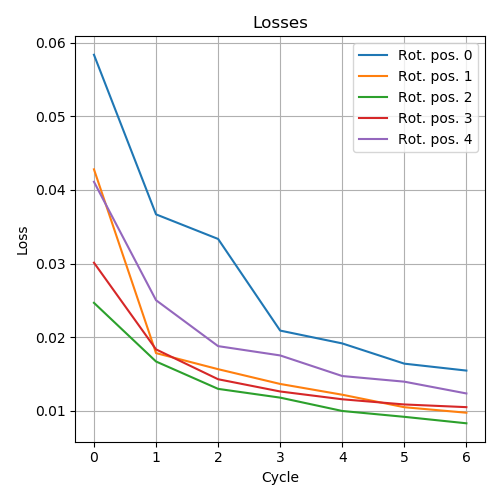 Losses
0.06
0.05
0.04
0.03
0.02
0.01
Loss
0 1 2 3 4 5 6
Cycle
Rot. pos. 0
Rot. pos. 1
Rot. pos. 2
Rot. pos. 3
Rot. pos. 4